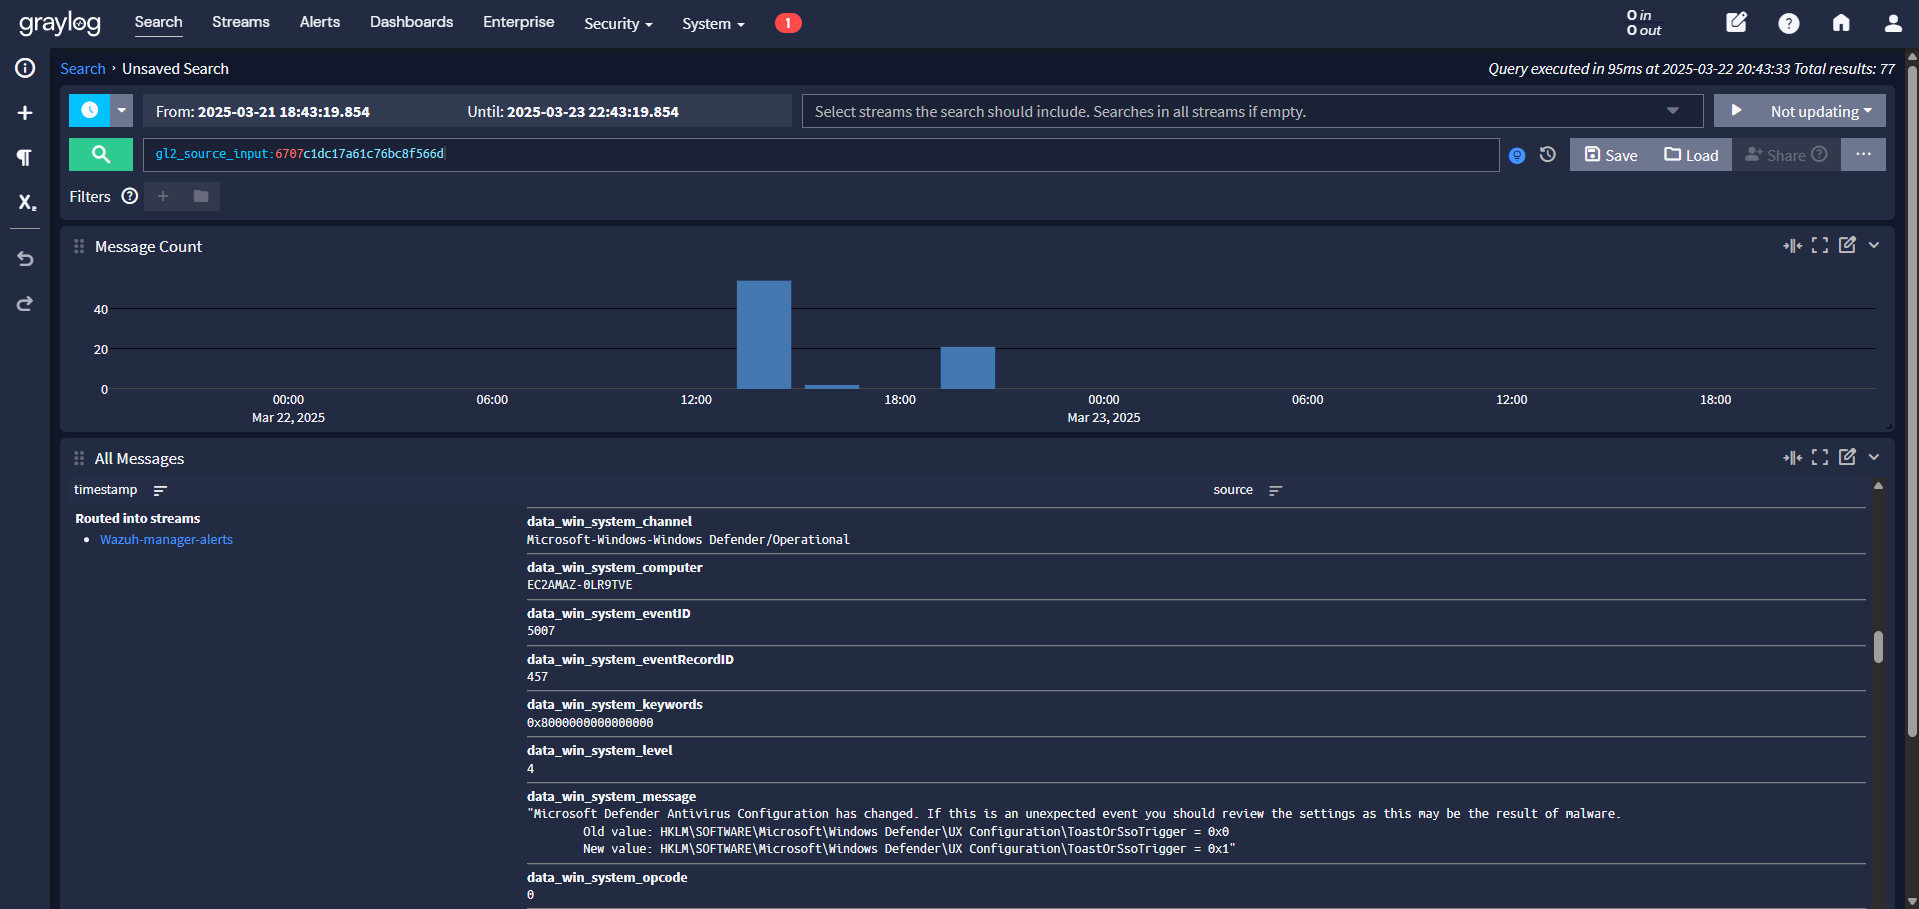 graylog
Search Streams Alerts Dashboards Enterprise Security System 1
0 in
0 out
Search › Unsaved Search
Query executed in 95ms at 2025-03-22 20:43:33 Total results: 77
From: 2025-03-21 18:43:19.854 Until: 2025-03-23 22:43:19.854
Select streams the search should include. Searches in all streams if empty.
Not updating
gl2_source_input:6707c1dc17a61c76bc8f566d
Save Load Share
Filters
Message Count
40
20
0
00:00 06:00 12:00 18:00 00:00 06:00 12:00 18:00
Mar 22, 2025 Mar 23, 2025
All Messages
timestamp source
Routed into streams
Wazuh-manager-alerts
data_win_system_channel
Microsoft-Windows-Windows Defender/Operational
data_win_system_computer
EC2AMAZ-0LR9TVE
data_win_system_eventID
5007
data_win_system_eventRecordID
457
data_win_system_keywords
0x8000000000000000
data_win_system_level
4
data_win_system_message
"Microsoft Defender Antivirus Configuration has changed. If this is an unexpected event you should review the settings as this may be the result of malware.
Old value: HKLM\SOFTWARE\Microsoft\Windows Defender\UX Configuration\ToastOrSsoTrigger = 0x0
New value: HKLM\SOFTWARE\Microsoft\Windows Defender\UX Configuration\ToastOrSsoTrigger = 0x1"
data_win_system_opcode
0